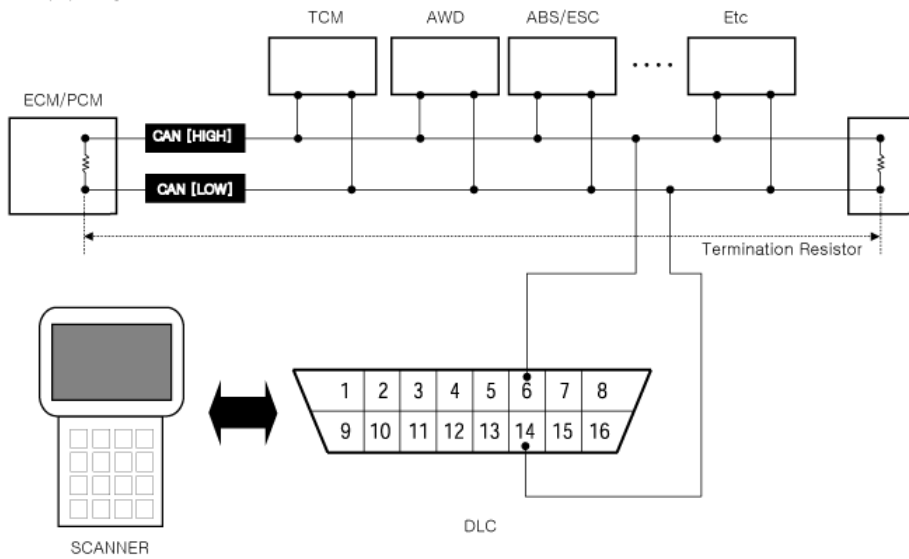 TCM AWD ABS/ESC Etc
ECM/PCM
CAN [HIGH]
CAN [LOW]
Termination Resistor
1 2 3 4 5 6 7 8
9 10 11 12 13 14 15 16
DLC
SCANNER